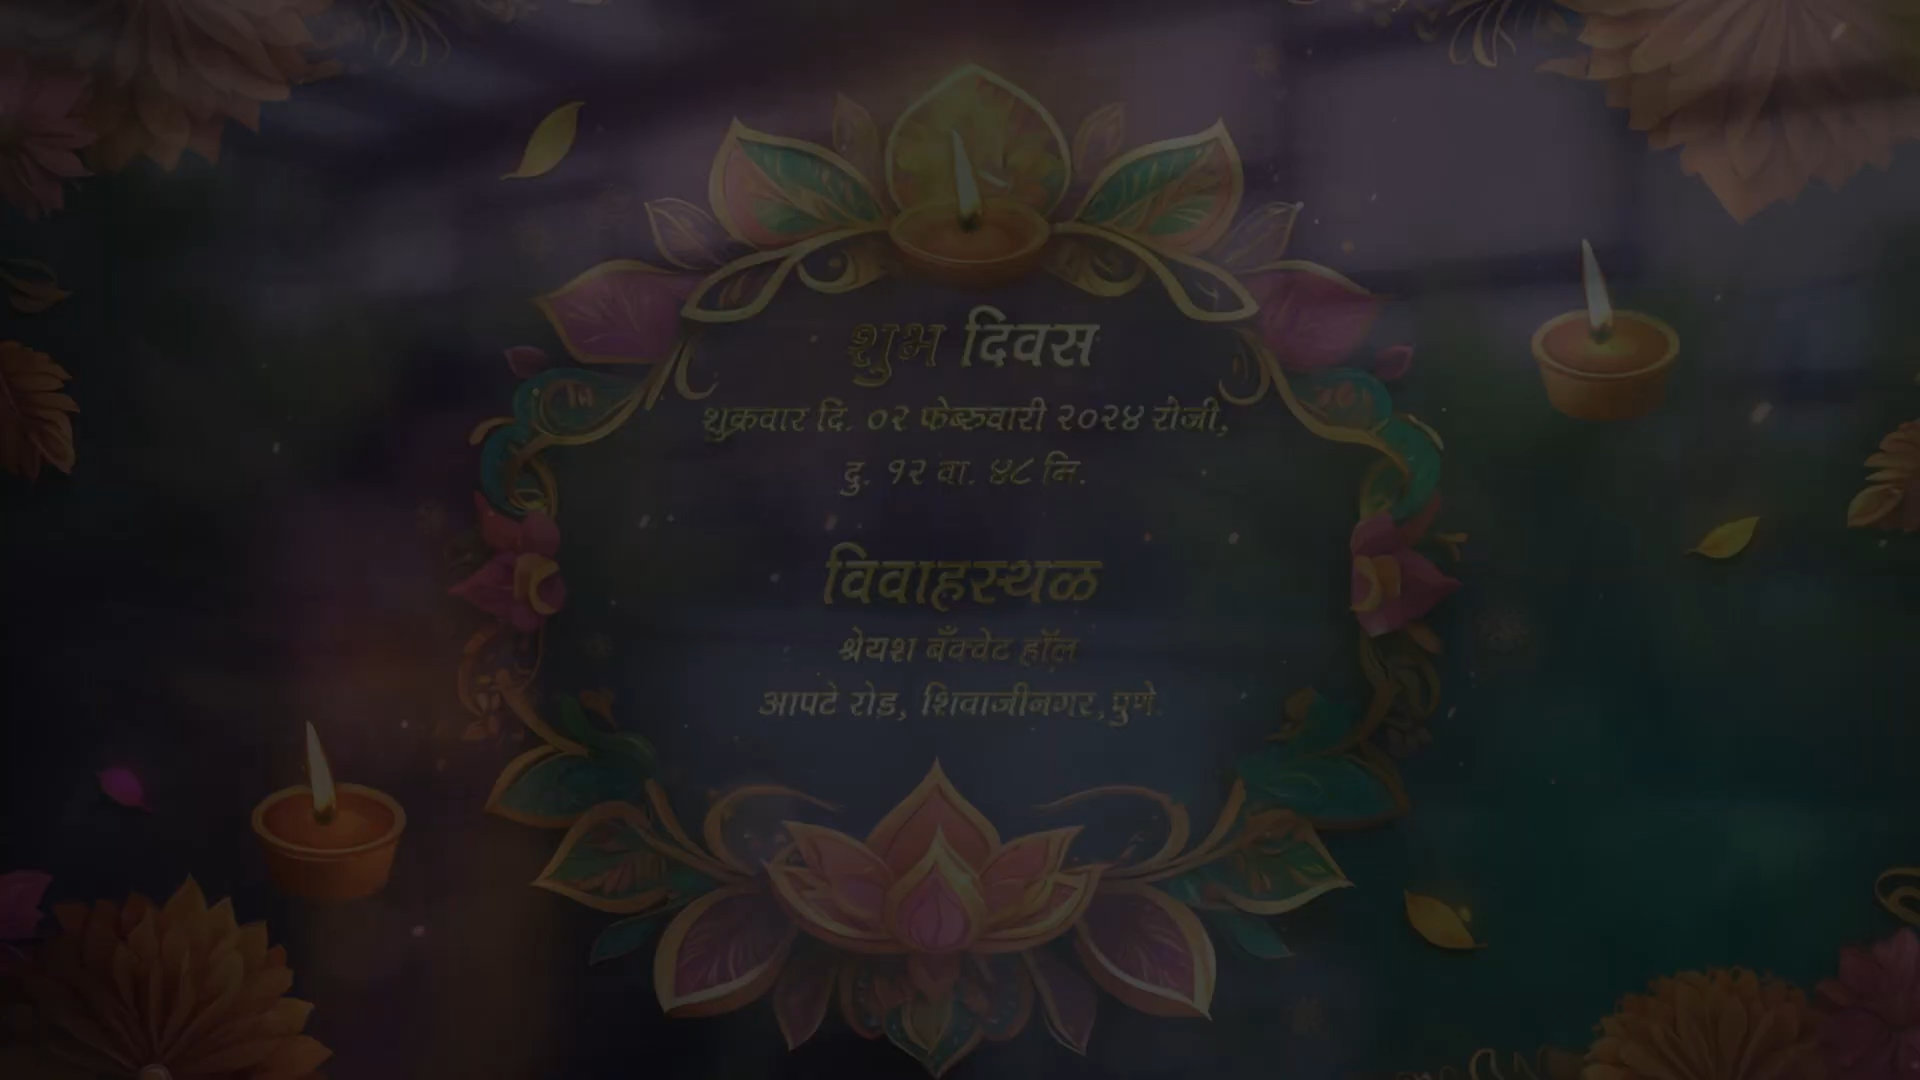 शुभ दिवस
शुक्रवार दि. ०२ फेब्रुवारी २०२४ रोजी,
दु. १२ वा. ४८ मि.
विवाहस्थळ
श्रेयश बँक्वेट हॉल
आपटे रोड, शिवाजीनगर,पुणे.